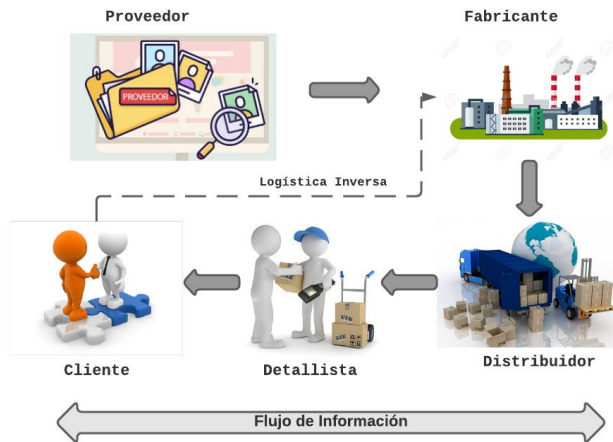 Proveedor
Fabricante
PROVEEDOR
Logística Inversa
Cliente
Detallista
Distribuidor
Flujo de Información